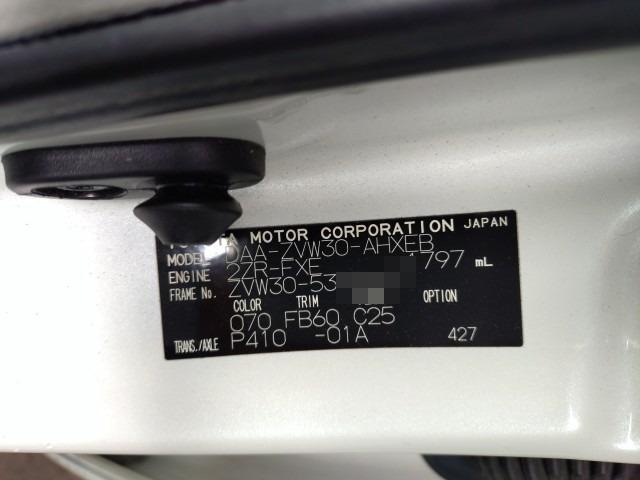 TA MOTOR CORPORATION JAPAN
MODEL DAA-ZVW30-AHXEB
ENGINE 2ZR-FXE 1797 mL
FRAME No. ZVW30-53
COLOR TRIM OPTION
070 FB60 C25
TRANS./AXLE P410 -01A 427